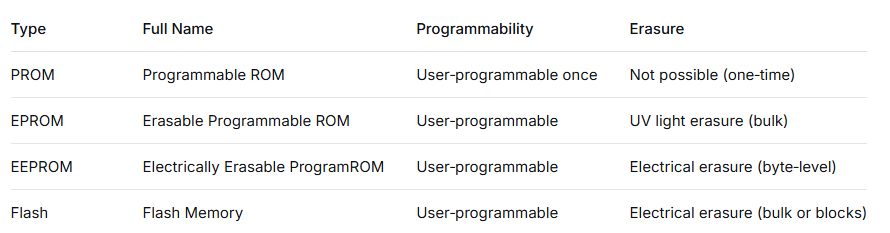 Type Full Name Programmability Erasure
PROM Programmable ROM User-programmable once Not possible (one-time)
EPROM Erasable Programmable ROM User-programmable UV light erasure (bulk)
EEPROM Electrically Erasable ProgramROM User-programmable Electrical erasure (byte-level)
Flash Flash Memory User-programmable Electrical erasure (bulk or blocks)